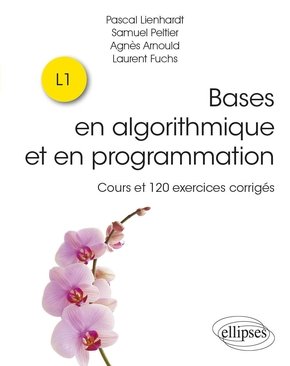 Pascal Lienhardt
Samuel Peltier
Agnès Arnould
Laurent Fuchs
L1
Bases
en algorithmique
et en programmation
Cours et 120 exercices corrigés
ellipses